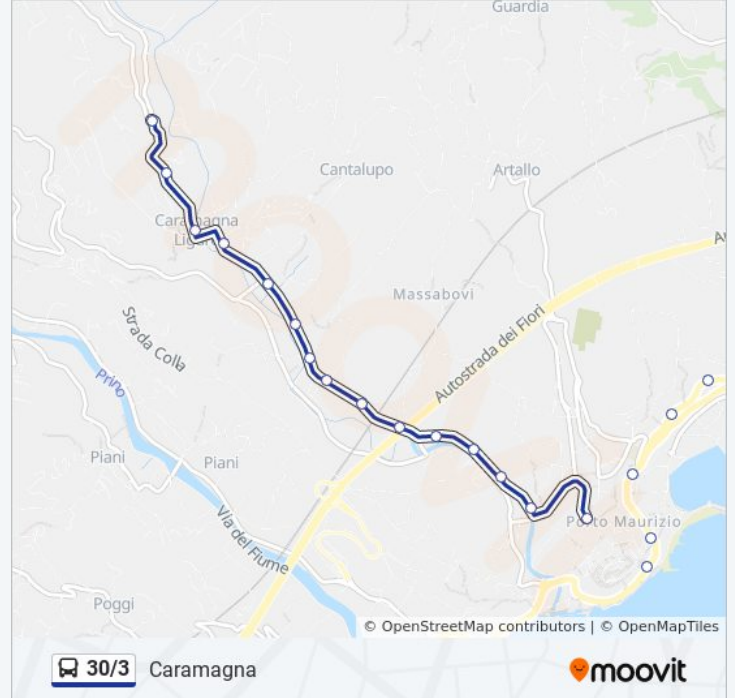 Guardia
Cantalupo
Artallo
Caramagna
Massabovi
Autostrada dei Fiori
Strada Colla
Prino
Piani
Piani
Via del Fiume
Porto Maurizio
Poggi
© OpenStreetMap contributors | © OpenMapTiles
30/3 Caramagna
moovit